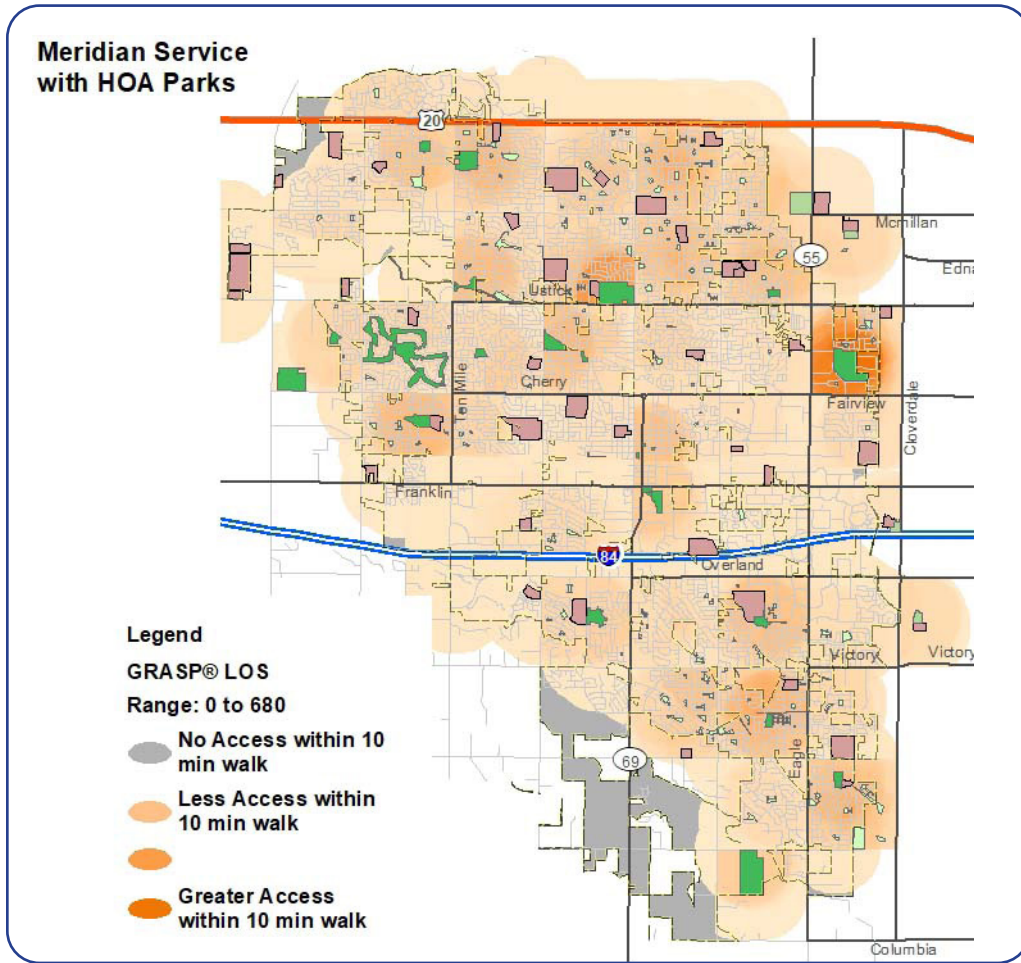 Meridian Service
with HOA Parks
20
Mcmillan
55
Edna
Ustick
Ten Mile
Cherry
Fairview
Cloverdale
Franklin
84
Overland
Victory
Victory
69
Eagle
Columbia
Legend
GRASP® LOS
Range: 0 to 680
No Access within 10
min walk
Less Access within
10 min walk
Greater Access
within 10 min walk